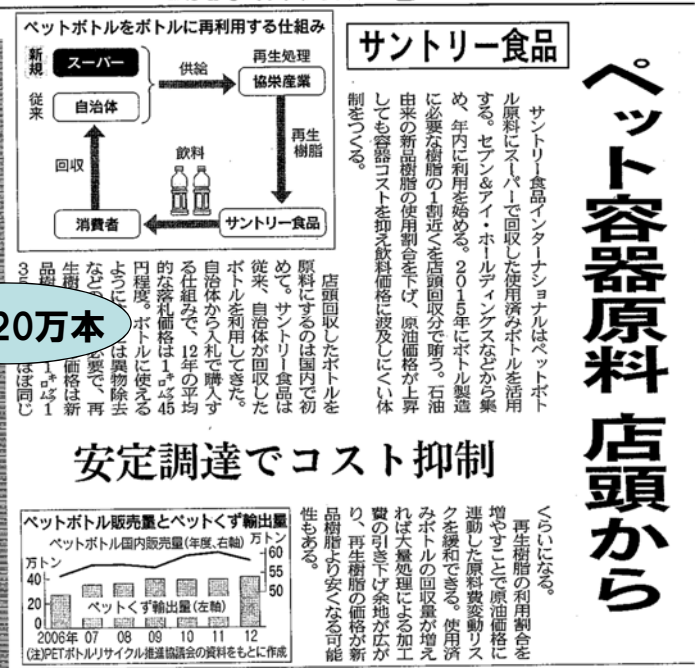 ペット容器原料 店頭から
サントリー食品
サントリー食品インターナショナルはペットボト
ル原料にスーパーで回収した使用済みボトルを活用
する。セブン&アイ・ホールディングスなどから集
め、年内に利用を始める。2015年にボトル製造
に必要な樹脂の1割近くを店頭回収分で賄う。石油
由来の新品樹脂の使用割合を下げ、原油価格が上昇
しても容器コストを抑え飲料価格に波及しにくい体
制をつくる。
ペットボトルをボトルに再利用する仕組み
新規
スーパー
従来
自治体
供給
再生処理
協栄産業
再生
樹脂
サントリー食品
飲料
消費者
回収
店頭回収したボトルを
原料にするのは国内で初
めて。サントリー食品は
従来、自治体が回収した
ボトルを利用してきた。
自治体から入札で購入す
る仕組みで、12年の平均
的な落札価格は1キロ45
円程度。ボトルに使える
ように は異物除去
など 必要で、再
生樹 価格は新
品樹 1キロ1
35 ほぼ同じ
20万本
安定調達でコスト抑制
くらいになる。
再生樹脂の利用割合を
増やすことで原油価格に
連動した原料費変動リス
クを緩和できる。使用済
みボトルの回収量が増え
れば大量処理による加工
費の引き下げ余地が広が
り、再生樹脂の価格が新
品樹脂より安くなる可能
性もある。
ペットボトル販売量とペットくず輸出量
ペットボトル国内販売量(年度、右軸)
万トン
万トン
60
55
50
40
20
0
ペットくず輸出量(左軸)
2006年 07 08 09 10 11 12
(注)PETボトルリサイクル推進協議会の資料をもとに作成